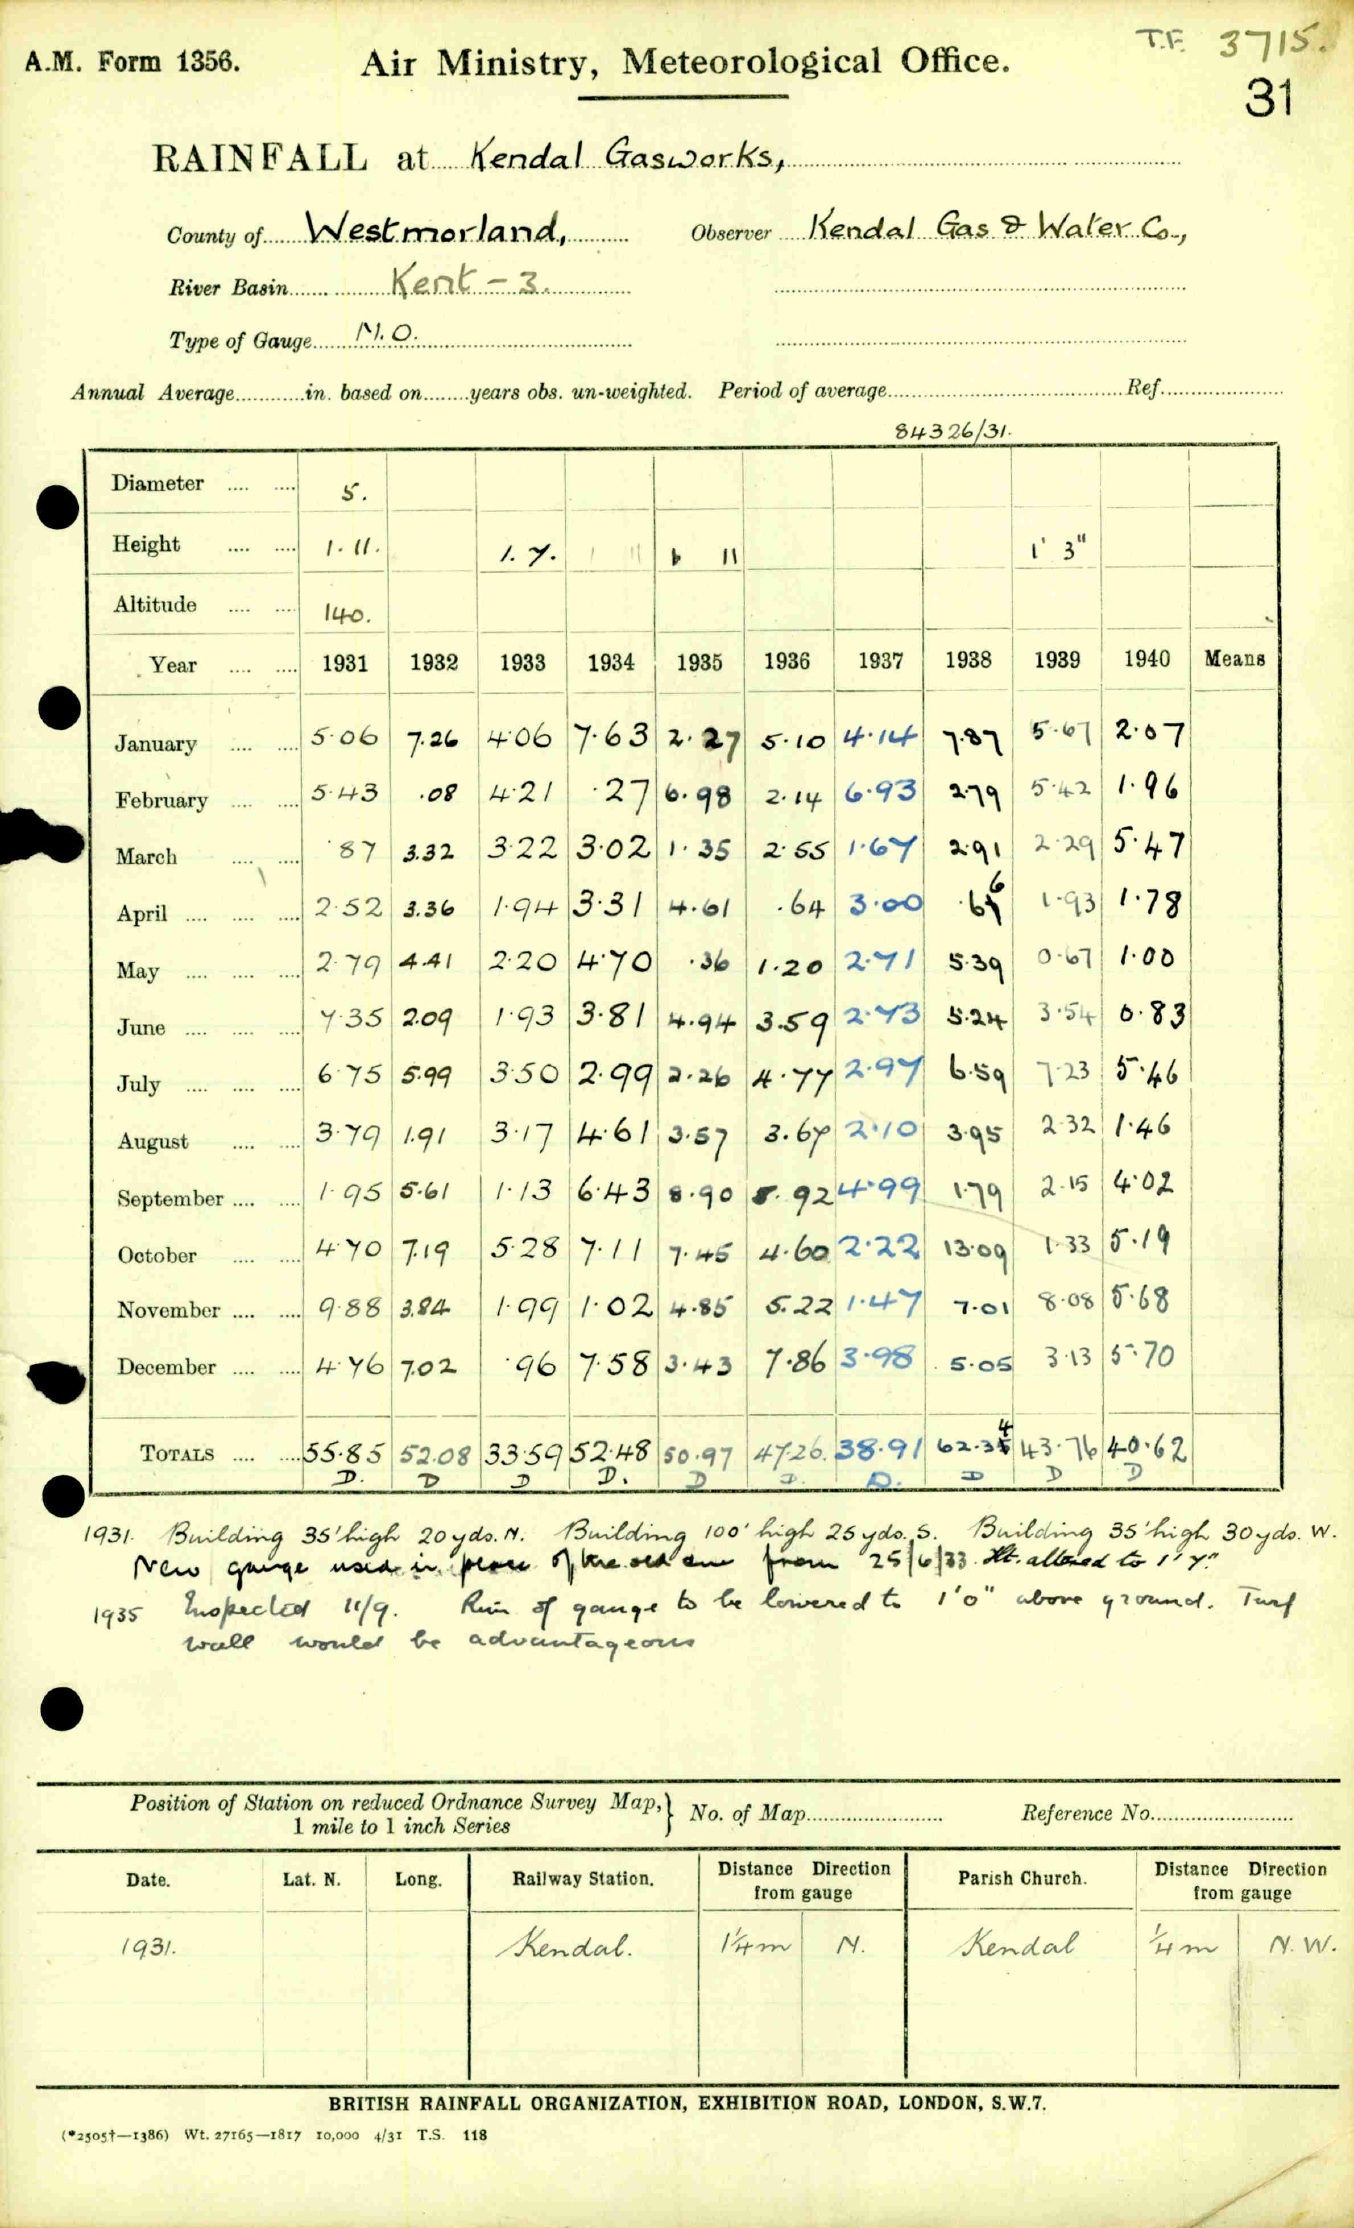 T.F. 3715.
A.M. Form 1356. Air Ministry, Meteorological Office.
31
RAINFALL at Kendal Gasworks,
County of Westmorland, Observer Kendal Gas & Water Co.,
River Basin Kent - 3.
Type of Gauge M.O.
Annual Average............in. based on........years obs. un-weighted. Period of average............Ref............
84326/31.
Diameter .... .... 5.
Height .... .... 1.11. 1.7. 1 11 1 11 1' 3"
Altitude .... .... 140.
Year .... .... 1931 1932 1933 1934 1935 1936 1937 1938 1939 1940 Means
January .... .... 5.06 7.26 4.06 7.63 2.27 5.10 4.14 7.87 5.67 2.07
February .... .... 5.43 .08 4.21 .27 6.98 2.14 6.93 2.79 5.42 1.96
March .... .... .87 3.32 3.22 3.02 1.35 2.55 1.67 2.91 2.29 5.47
April .... .... .... 2.52 3.36 1.94 3.31 4.61 .64 3.00 .66 1.93 1.78
May .... .... .... 2.79 4.41 2.20 4.70 .36 1.20 2.71 5.39 0.67 1.00
June .... .... .... 7.35 2.09 1.93 3.81 4.94 3.59 2.73 5.24 3.54 0.83
July .... .... .... 6.75 5.99 3.50 2.99 2.26 4.77 2.97 6.59 7.23 5.46
August .... .... 3.79 1.91 3.17 4.61 3.57 3.67 2.10 3.95 2.32 1.46
September .... .... 1.95 5.61 1.13 6.43 8.90 5.92 4.99 1.79 2.15 4.02
October .... .... 4.70 7.19 5.28 7.11 7.45 4.60 2.22 13.09 1.33 5.19
November .... .... 9.88 3.84 1.99 1.02 4.85 5.22 1.47 7.01 8.08 5.68
December .... .... 4.76 7.02 .96 7.58 3.43 7.86 3.98 5.05 3.13 5.70
TOTALS .... .... 55.85 52.08 33.59 52.48 50.97 47.26. 38.91 62.34 43.76 40.62
D. D D D. D D. D. D D D
1931. Building 35' high 20 yds. N. Building 100' high 25 yds. S. Building 35' high 30 yds. W.
New gauge used in place of the old one from 25/6/33 Ht. altered to 1' 7"
1935 Inspected 11/9. Rim of gauge to be lowered to 1'0" above ground. Turf
wall would be advantageous
Position of Station on reduced Ordnance Survey Map,
1 mile to 1 inch Series
No. of Map............ Reference No............
Date. Lat. N. Long. Railway Station. Distance Direction from gauge Parish Church. Distance Direction from gauge
1931. Kendal. 1¼ m N. Kendal ¼ m N.W.
BRITISH RAINFALL ORGANIZATION, EXHIBITION ROAD, LONDON, S.W.7.
(*2505†—1386) Wt. 27165—1817 10,000 4/31 T.S. 118